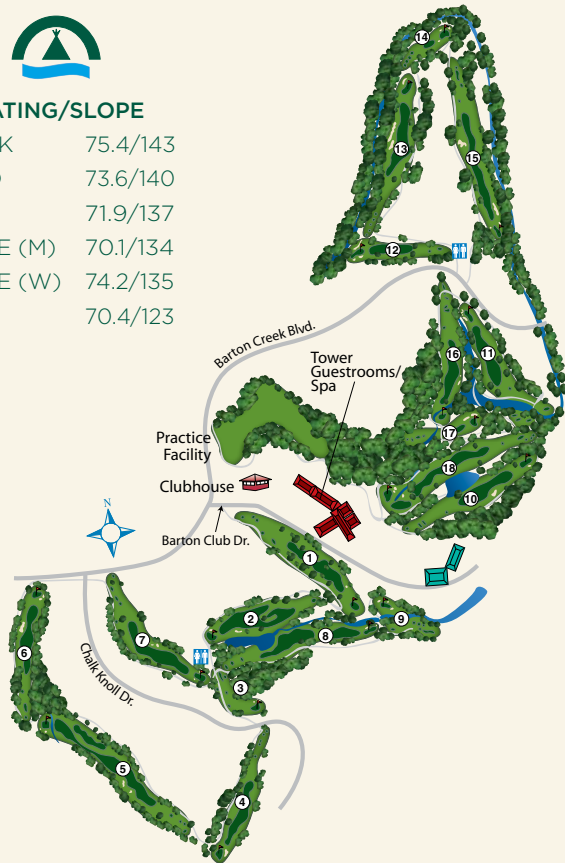 ATING/SLOPE
K 75.4/143
73.6/140
71.9/137
E (M) 70.1/134
E (W) 74.2/135
70.4/123
14
13
15
12
Barton Creek Blvd.
Tower
Guestrooms/
Spa
16
11
17
18
10
Practice
Facility
Clubhouse
N
Barton Club Dr.
1
2
9
8
7
6
3
Chalk Knoll Dr.
5
4